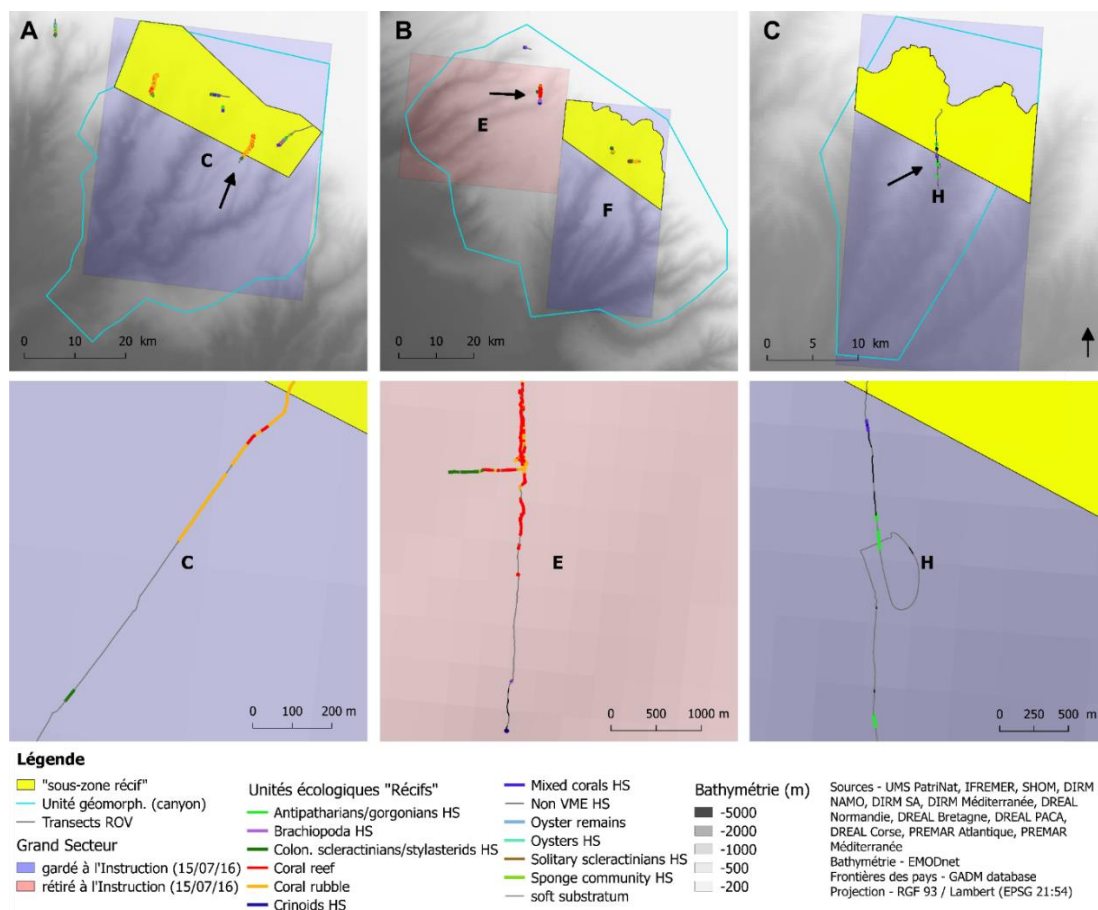 A
B
C
C
E
F
H
0 10 20 km
0 10 20 km
0 5 10 km
C
E
H
0 100 200 m
0 500 1000 m
0 250 500 m
Légende
"sous-zone récif"
Unité géomorph. (canyon)
Transects ROV
Grand Secteur
gardé à l'Instruction (15/07/16)
rétiré à l'Instruction (15/07/16)
Unités écologiques "Récifs"
Antipatharians/gorgonians HS
Brachiopoda HS
Colon. scleractinians/stylasterids HS
Coral reef
Coral rubble
Crinoids HS
Mixed corals HS
Non VME HS
Oyster remains
Oysters HS
Solitary scleractinians HS
Sponge community HS
soft substratum
Bathymétrie (m)
-5000
-2000
-1000
-500
-200
Sources - UMS PatriNat, IFREMER, SHOM, DIRM
NAMO, DIRM SA, DIRM Méditerranée, DREAL
Normandie, DREAL Bretagne, DREAL PACA,
DREAL Corse, PREMAR Atlantique, PREMAR
Méditerranée
Bathymétrie - EMODnet
Frontières des pays - GADM database
Projection - RGF 93 / Lambert (EPSG 21:54)